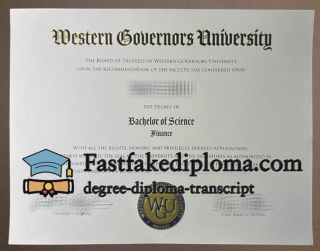 Western Governors University
THE BOARD OF TRUSTEES OF WESTERN GOVERNORS UNIVERSITY,
UPON THE RECOMMENDATION OF THE FACULTY, HAS CONFERRED UPON
THE DEGREE OF
Bachelor of Science
Finance
WITH ALL THE RIGHTS, HONORS, AND PRIVILEGES THERETO APPERTAINING.
Fastfakediploma.com
degree-diploma-transcript
WGU